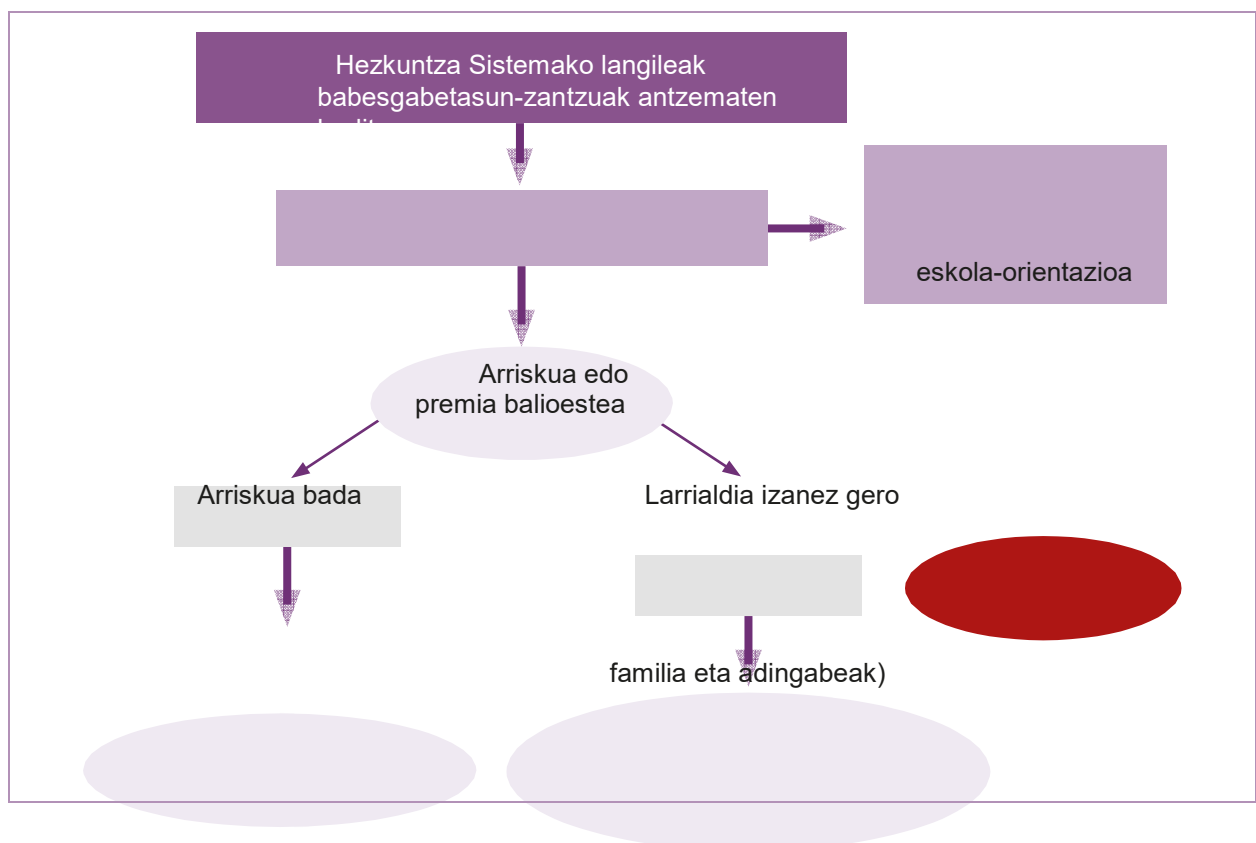 Hezkuntza Sistemako langileak
babesgabetasun-zantzuak antzematen
eskola-orientazioa
Arriskua edo
premia balioestea
Arriskua bada
Larrialdia izanez gero
familia eta adingabeak)